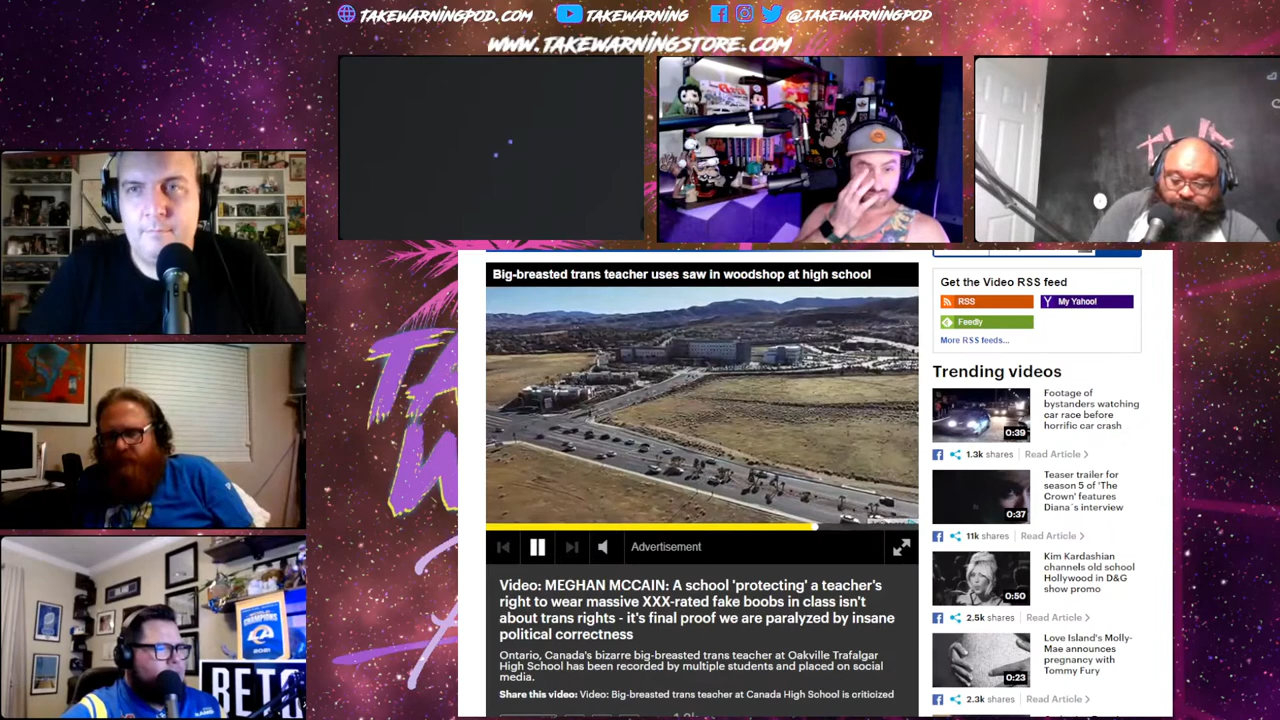 TAKEWARNINGPOD.COM
TAKEWARNING
@TAKEWARNINGPOD
WWW.TAKEWARNINGSTORE.COM
Big-breasted trans teacher uses saw in woodshop at high school
Advertisement
Video: MEGHAN MCCAIN: A school 'protecting' a teacher's
right to wear massive XXX-rated fake boobs in class isn't
about trans rights - it's final proof we are paralyzed by insane
political correctness
Ontario, Canada's bizarre big-breasted trans teacher at Oakville Trafalgar
High School has been recorded by multiple students and placed on social
media.
Share this video: Video: Big-breasted trans teacher at Canada High School is criticized
Get the Video RSS feed
RSS
My Yahoo!
Feedly
More RSS feeds...
Trending videos
Footage of
bystanders watching
car race before
horrific car crash
0:39
1.3k shares
Read Article
Teaser trailer for
season 5 of 'The
Crown' features
Diana´s interview
0:37
11k shares
Read Article
Kim Kardashian
channels old school
Hollywood in D&G
show promo
0:50
2.5k shares
Read Article
Love Island's Molly-
Mae announces
pregnancy with
Tommy Fury
0:23
2.3k shares
Read Article
CHAMPIONS
2021
BETO